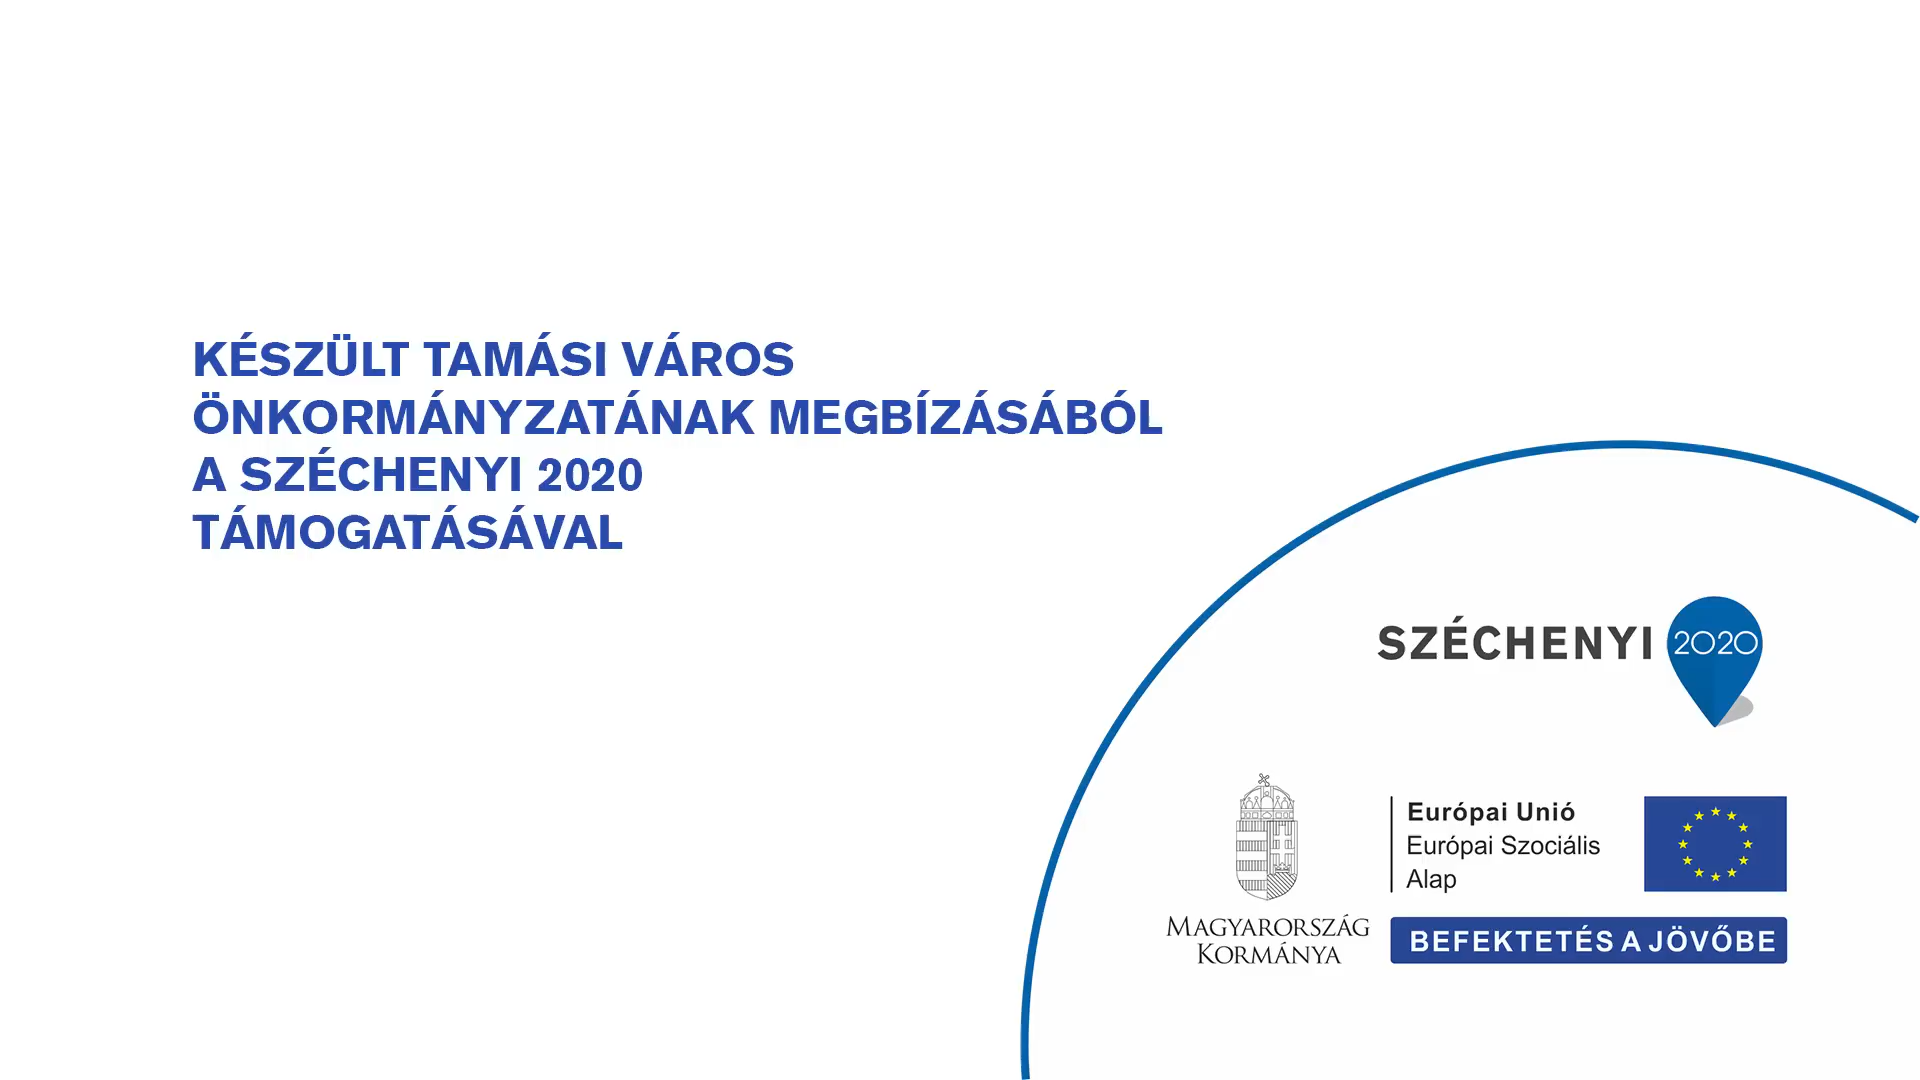 KÉSZÜLT TAMÁSI VÁROS
ÖNKORMÁNYZATÁNAK MEGBÍZÁSÁBÓL
A SZÉCHENYI 2020
TÁMOGATÁSÁVAL
SZÉCHENYI 2020
Európai Unió
Európai Szociális
Alap
MAGYARORSZÁG
KORMÁNYA
BEFEKTETÉS A JÖVŐBE